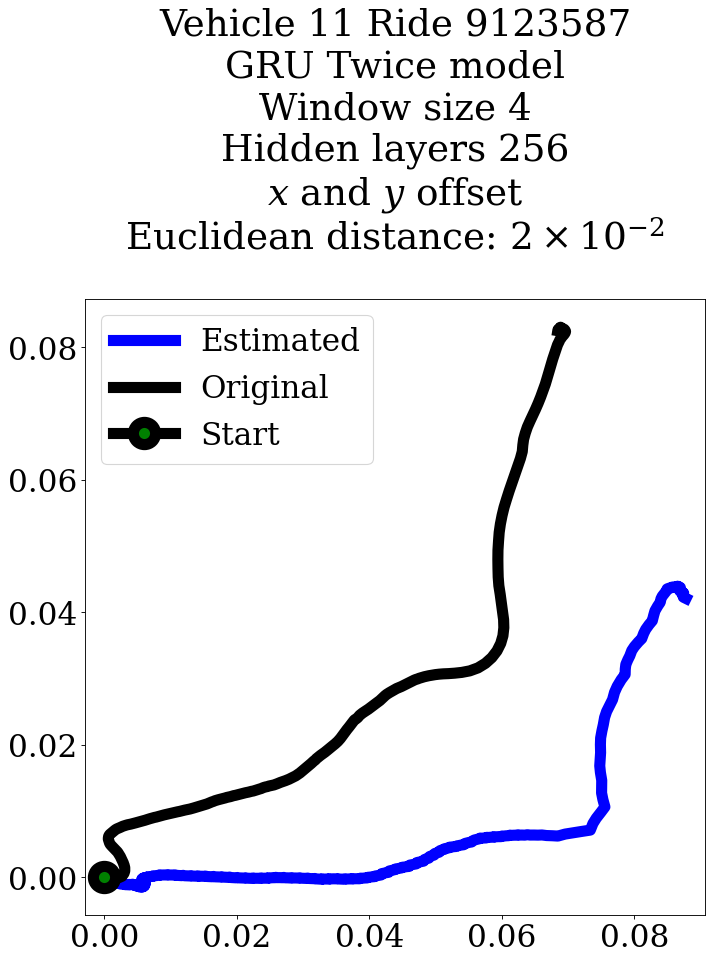 Vehicle 11 Ride 9123587
GRU Twice model
Window size 4
Hidden layers 256
x and y offset
Euclidean distance: 2 × 10⁻²
Estimated
Original
Start
0.08
0.06
0.04
0.02
0.00
0.00 0.02 0.04 0.06 0.08